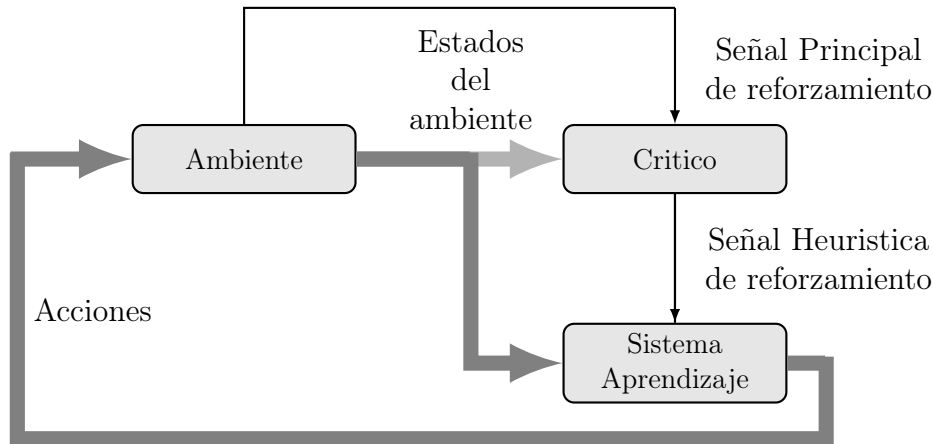 Estados
del
ambiente
Señal Principal
de reforzamiento
Ambiente
Critico
Señal Heuristica
de reforzamiento
Acciones
Sistema
Aprendizaje